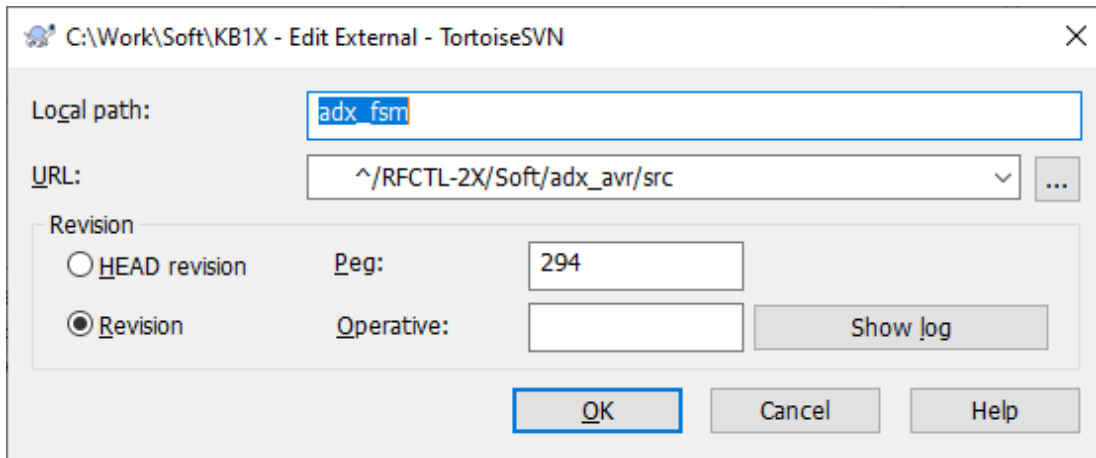 C:\Work\Soft\KB1X - Edit External - TortoiseSVN
Local path: adx_fsm
URL: ^/RFCTL-2X/Soft/adx_avr/src ...
Revision
HEAD revision Peg: 294
Revision Operative: Show log
OK Cancel Help